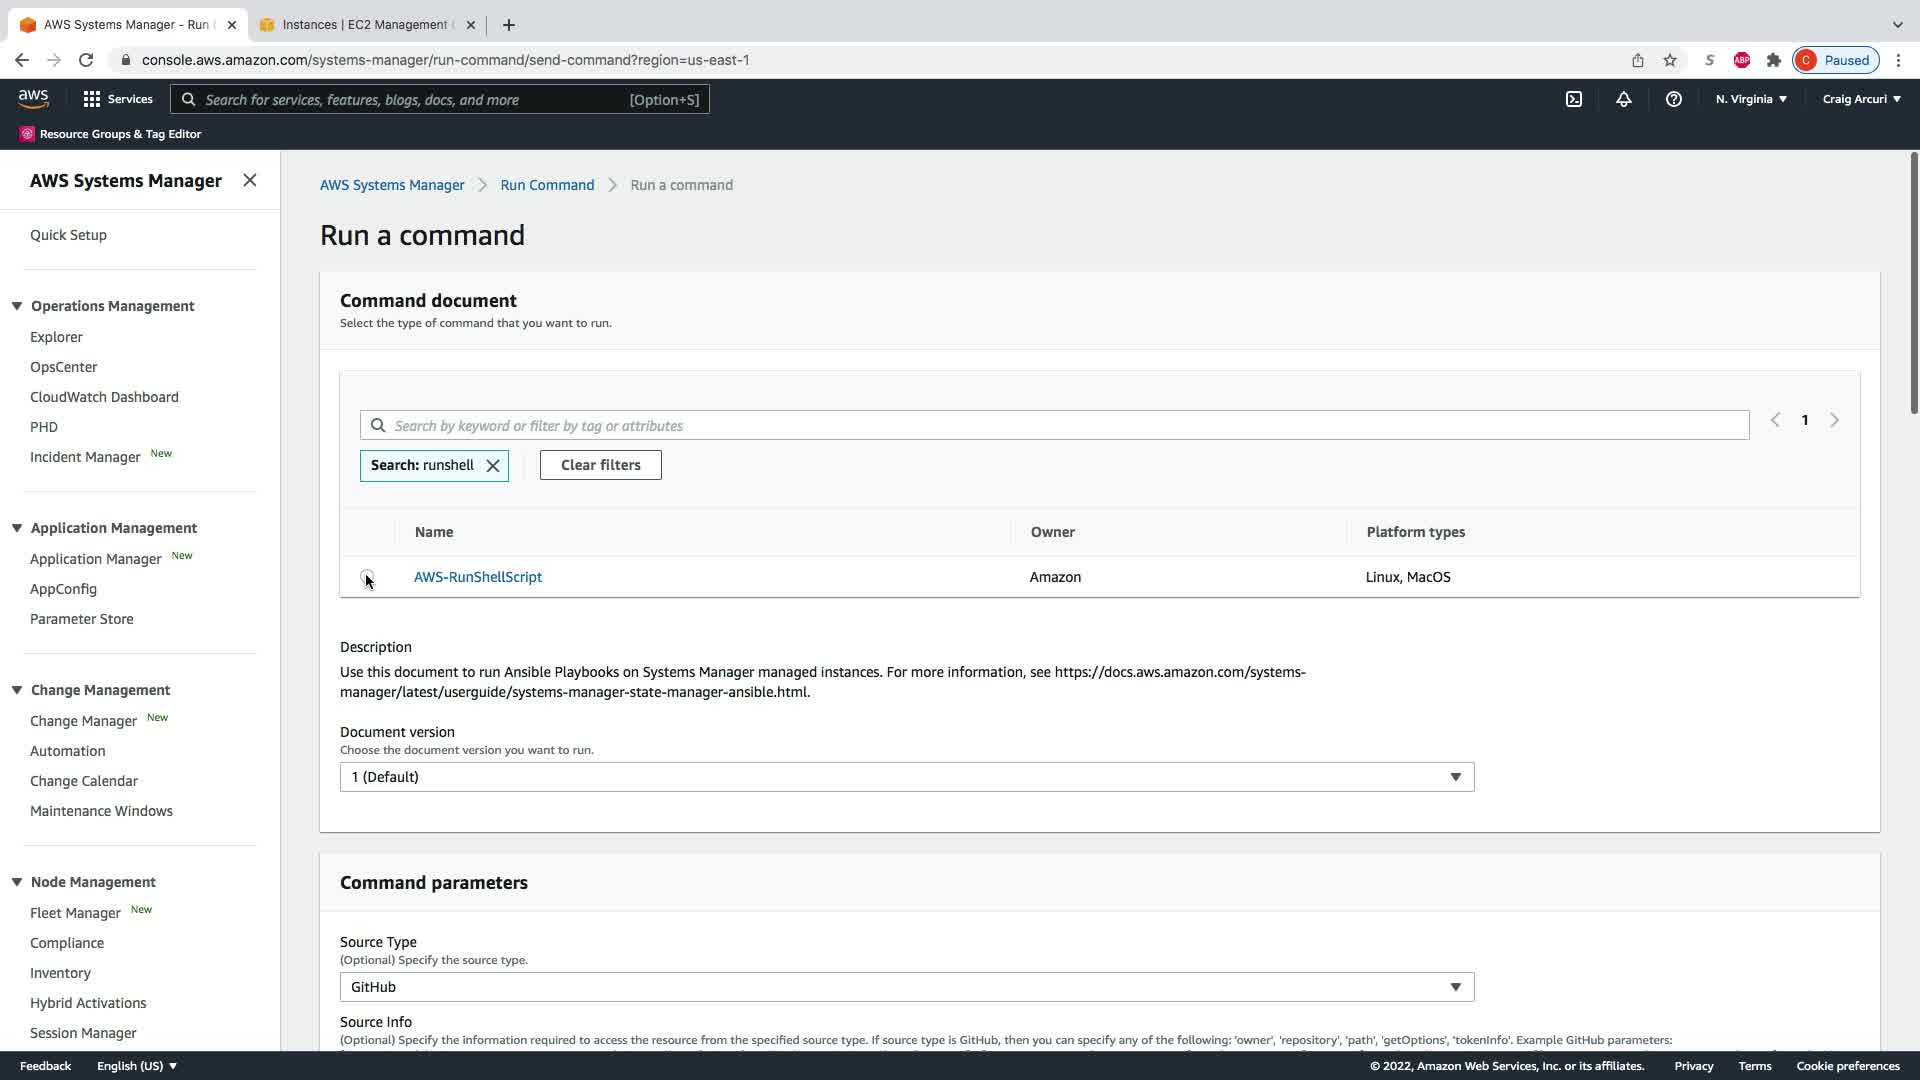 AWS Systems Manager - Run
Instances | EC2 Management
console.aws.amazon.com/systems-manager/run-command/send-command?region=us-east-1
S
ABP
C Paused
aws
Services
Search for services, features, blogs, docs, and more [Option+S]
N. Virginia
Craig Arcuri
Resource Groups & Tag Editor
AWS Systems Manager
Quick Setup
Operations Management
Explorer
OpsCenter
CloudWatch Dashboard
PHD
Incident Manager New
Application Management
Application Manager New
AppConfig
Parameter Store
Change Management
Change Manager New
Automation
Change Calendar
Maintenance Windows
Node Management
Fleet Manager New
Compliance
Inventory
Hybrid Activations
Session Manager
AWS Systems Manager > Run Command > Run a command
Run a command
Command document
Select the type of command that you want to run.
Search by keyword or filter by tag or attributes
1
Search: runshell
Clear filters
Name Owner Platform types
AWS-RunShellScript Amazon Linux, MacOS
Description
Use this document to run Ansible Playbooks on Systems Manager managed instances. For more information, see https://docs.aws.amazon.com/systems-
manager/latest/userguide/systems-manager-state-manager-ansible.html.
Document version
Choose the document version you want to run.
1 (Default)
Command parameters
Source Type
(Optional) Specify the source type.
GitHub
Source Info
(Optional) Specify the information required to access the resource from the specified source type. If source type is GitHub, then you can specify any of the following: 'owner', 'repository', 'path', 'getOptions', 'tokenInfo'. Example GitHub parameters:
Feedback English (US)
© 2022, Amazon Web Services, Inc. or its affiliates. Privacy Terms Cookie preferences